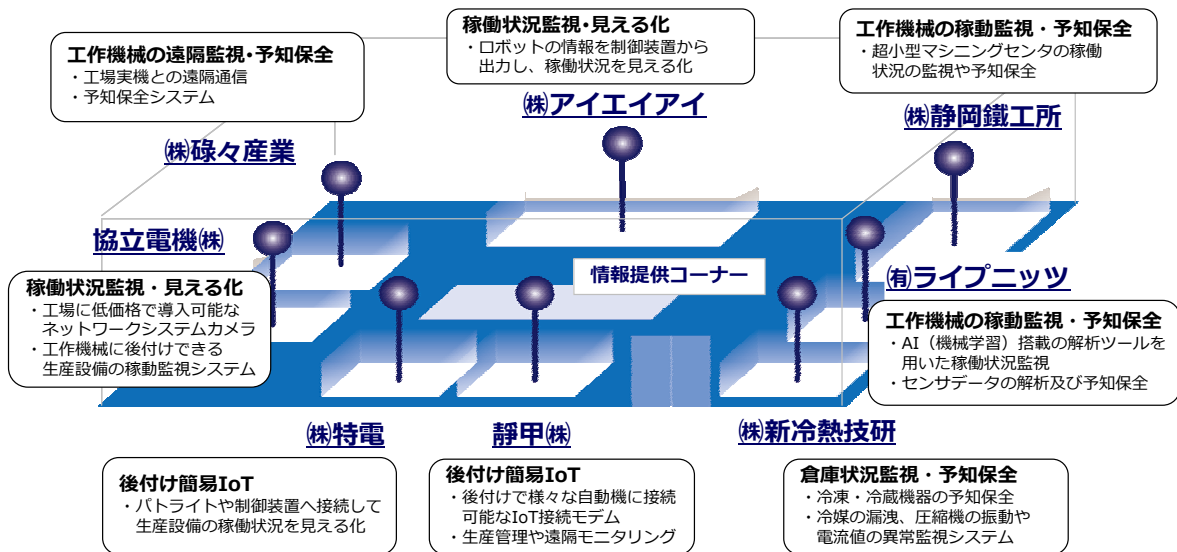 稼働状況監視・見える化
・ロボットの情報を制御装置から
出力し、稼働状況を見える化
㈱アイエイアイ
工作機械の遠隔監視・予知保全
・工場実機との遠隔通信
・予知保全システム
㈱碌々産業
工作機械の稼動監視・予知保全
・超小型マシニングセンタの稼働
状況の監視や予知保全
㈱静岡鐵工所
協立電機㈱
稼働状況監視・見える化
・工場に低価格で導入可能な
ネットワークシステムカメラ
・工作機械に後付けできる
生産設備の稼動監視システム
情報提供コーナー
㈲ライプニッツ
工作機械の稼動監視・予知保全
・AI（機械学習）搭載の解析ツールを
用いた稼働状況監視
・センサデータの解析及び予知保全
㈱特電
後付け簡易IoT
・パトライトや制御装置へ接続して
生産設備の稼働状況を見える化
靜甲㈱
後付け簡易IoT
・後付けで様々な自動機に接続
可能なIoT接続モデム
・生産管理や遠隔モニタリング
㈱新冷熱技研
倉庫状況監視・予知保全
・冷凍・冷蔵機器の予知保全
・冷媒の漏洩、圧縮機の振動や
電流値の異常監視システム